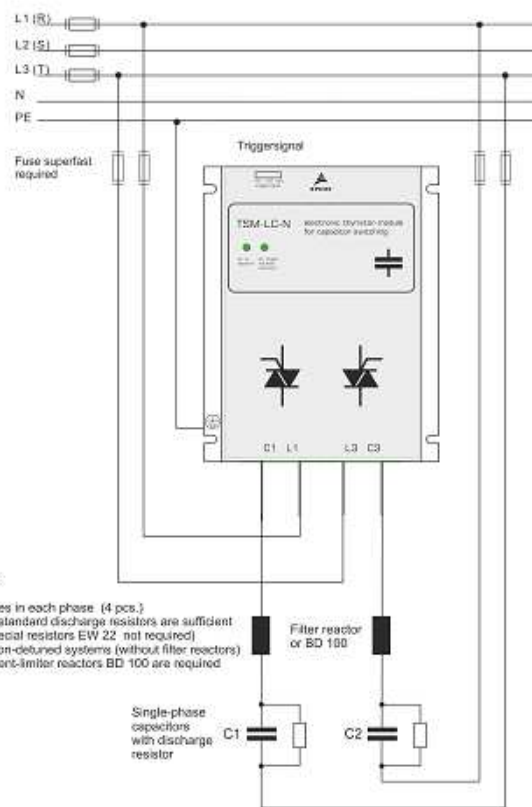 L1 (R)
L2 (S)
L3 (T)
N
PE
Fuse superfast
required
Triggersignal
TSM-LC-N
electronic thyristor-module
for capacitor switching
C1 L1 L3 C3
es in each phase (4 pcs.)
standard discharge resistors are sufficient
ecial resistors EW 22 not required)
on-detuned systems (without filter reactors)
ent-limiter reactors BD 100 are required
Filter reactor
or BD 100
Single-phase
capacitors
with discharge
resistor
C1
C2